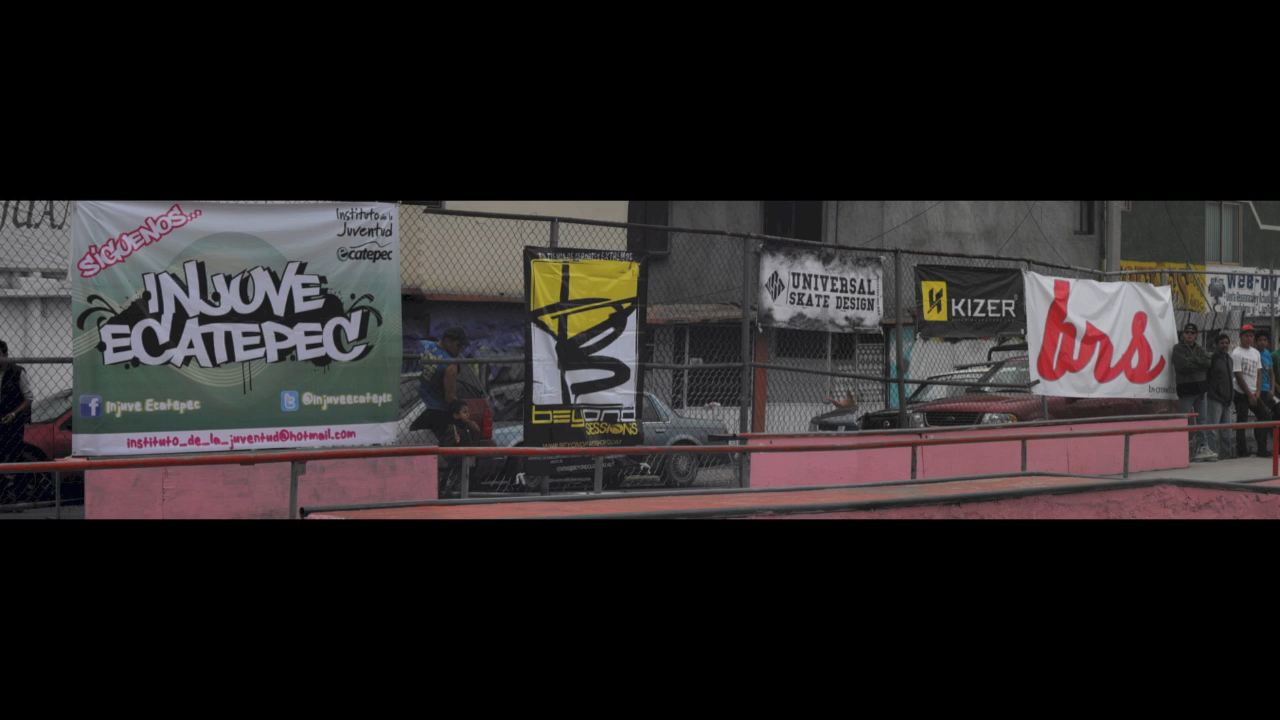 SÍGUENOS...
Instituto de la
Juventud
ecatepec
INJUVE
ECATEPEC!
Injuve Ecatepec
@injuveecatepec
instituto_de_la_juventud@hotmail.com
BEYOND
SESSIONS
UNIVERSAL
SKATE DESIGN
KIZER
brs